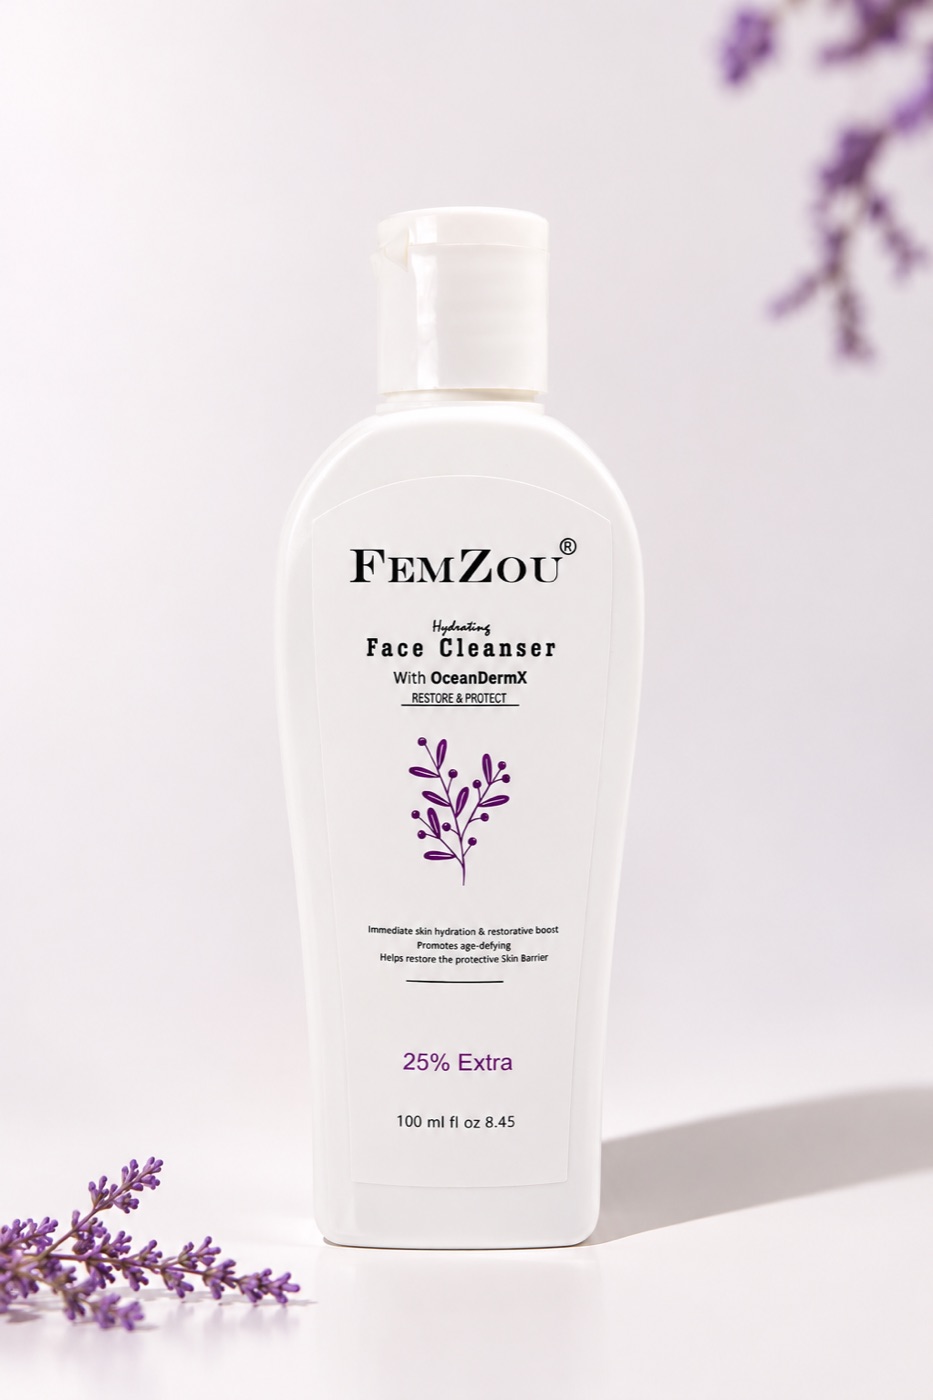 FEMZOU®
Hydrating
Face Cleanser
With OceanDermX
RESTORE & PROTECT
Immediate skin hydration & restorative boost
Promotes age-defying
Helps restore the protective Skin Barrier
25% Extra
100 ml fl oz 8.45